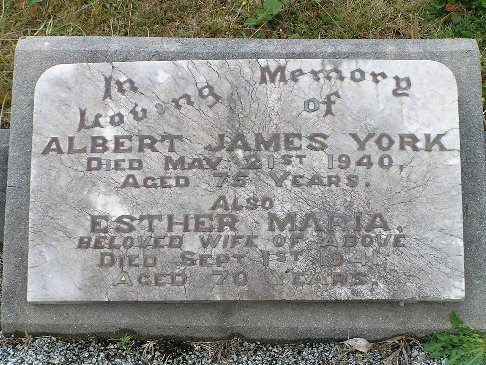 In Memory
Loving of
ALBERT JAMES YORK
DIED MAY 21ST 1940,
AGED 75 YEARS.
ALSO
ESTHER MARIA.
BELOVED WIFE OF ABOVE
DIED SEPT 1ST
AGED 70 YEARS.